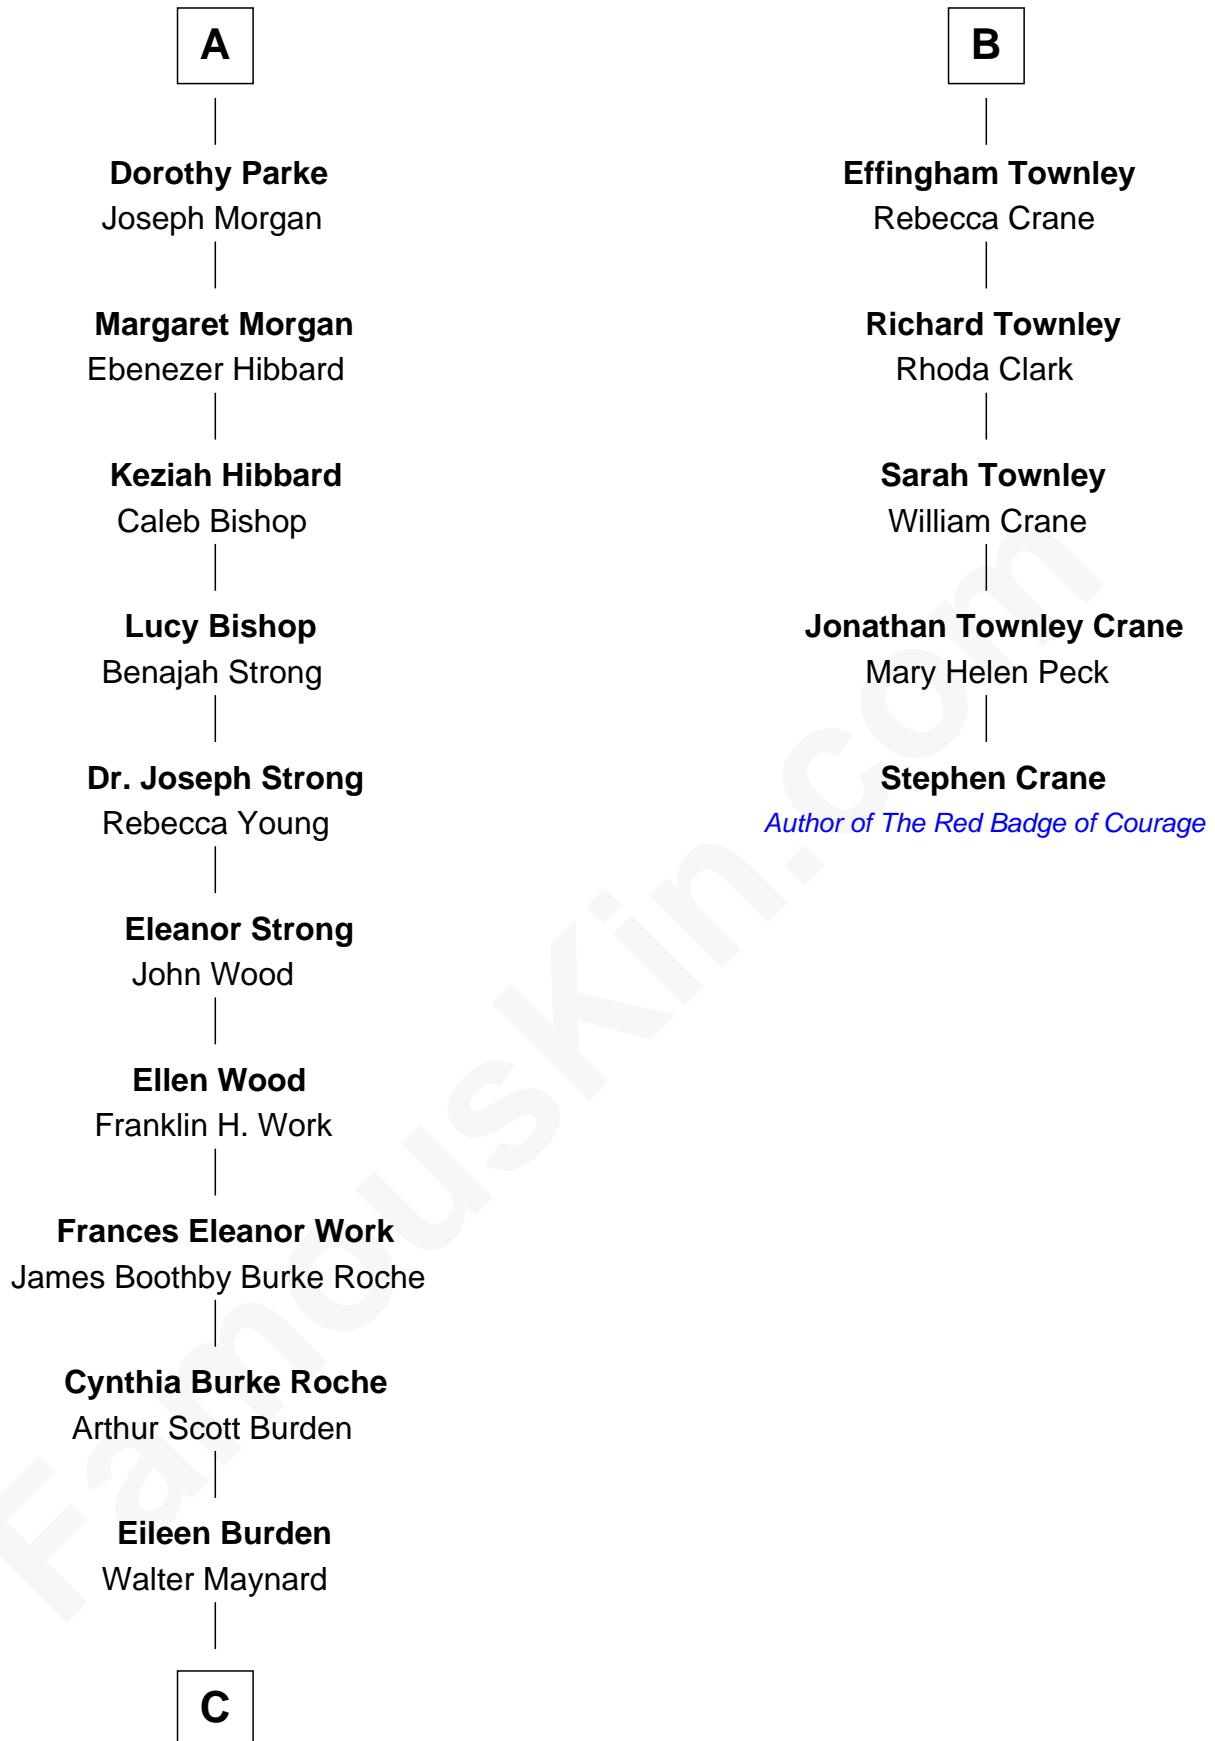 A
Dorothy Parke
Joseph Morgan
Margaret Morgan
Ebenezer Hibbard
Keziah Hibbard
Caleb Bishop
Lucy Bishop
Benajah Strong
Dr. Joseph Strong
Rebecca Young
Eleanor Strong
John Wood
Ellen Wood
Franklin H. Work
Frances Eleanor Work
James Boothby Burke Roche
Cynthia Burke Roche
Arthur Scott Burden
Eileen Burden
Walter Maynard
C
B
Effingham Townley
Rebecca Crane
Richard Townley
Rhoda Clark
Sarah Townley
William Crane
Jonathan Townley Crane
Mary Helen Peck
Stephen Crane
Author of The Red Badge of Courage
FamousKin.com